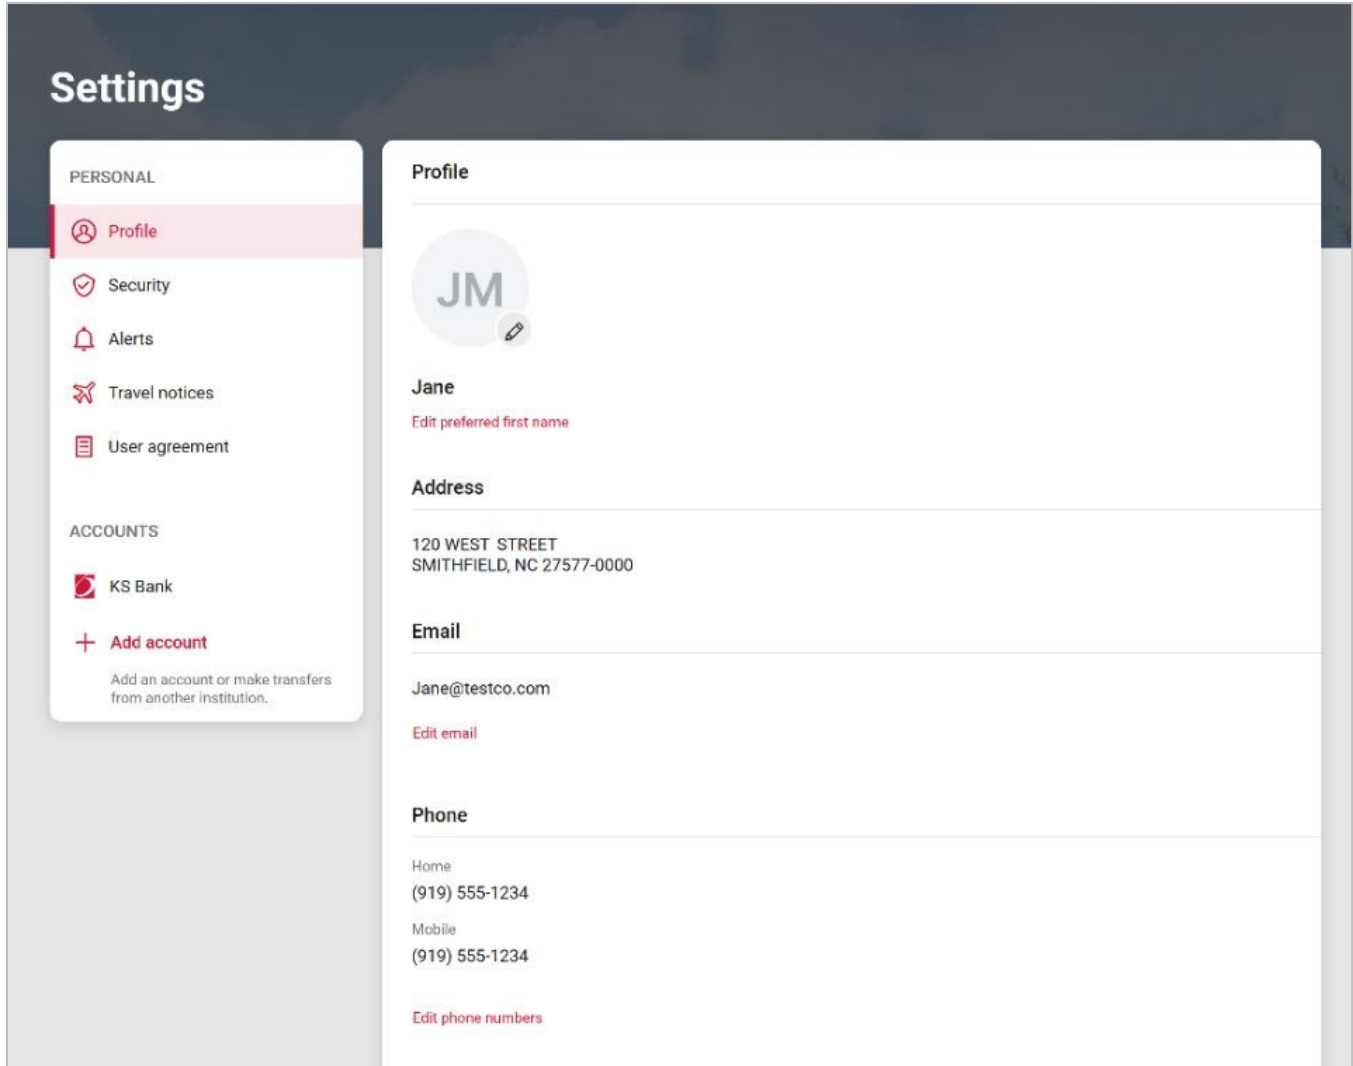 Settings
PERSONAL
Profile
Security
Alerts
Travel notices
User agreement
ACCOUNTS
KS Bank
Add account
Add an account or make transfers
from another institution.
Profile
JM
Jane
Edit preferred first name
Address
120 WEST STREET
SMITHFIELD, NC 27577-0000
Email
Jane@testco.com
Edit email
Phone
Home
(919) 555-1234
Mobile
(919) 555-1234
Edit phone numbers